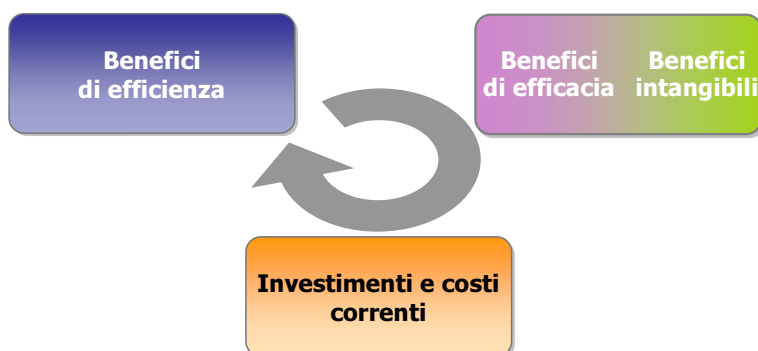 Benefici
di efficienza
Benefici
di efficacia
Benefici
intangibili
Investimenti e costi
correnti